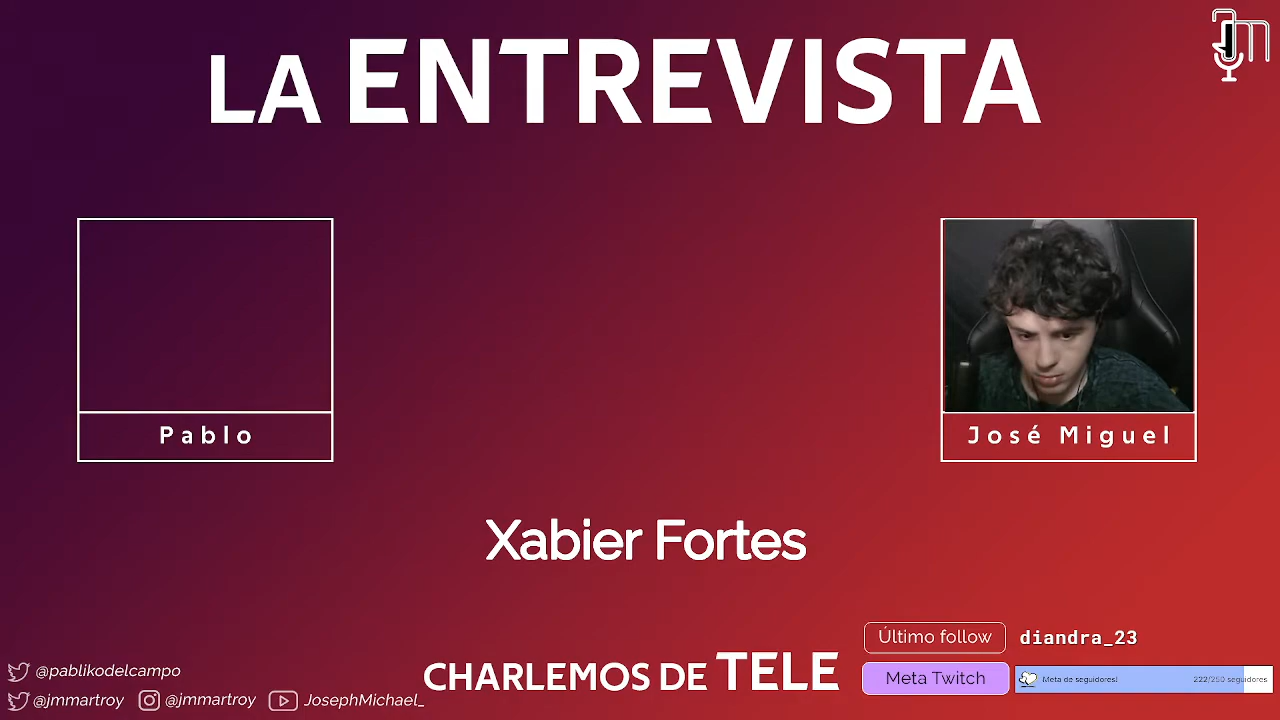 LA ENTREVISTA
Pablo
José Miguel
Xabier Fortes
Último follow
diandra_23
CHARLEMOS DE TELE
Meta Twitch
Meta de seguidores!
222/250 seguidores
@pablikodelcampo
@jmmartroy
@jmmartroy
JosephMichael_